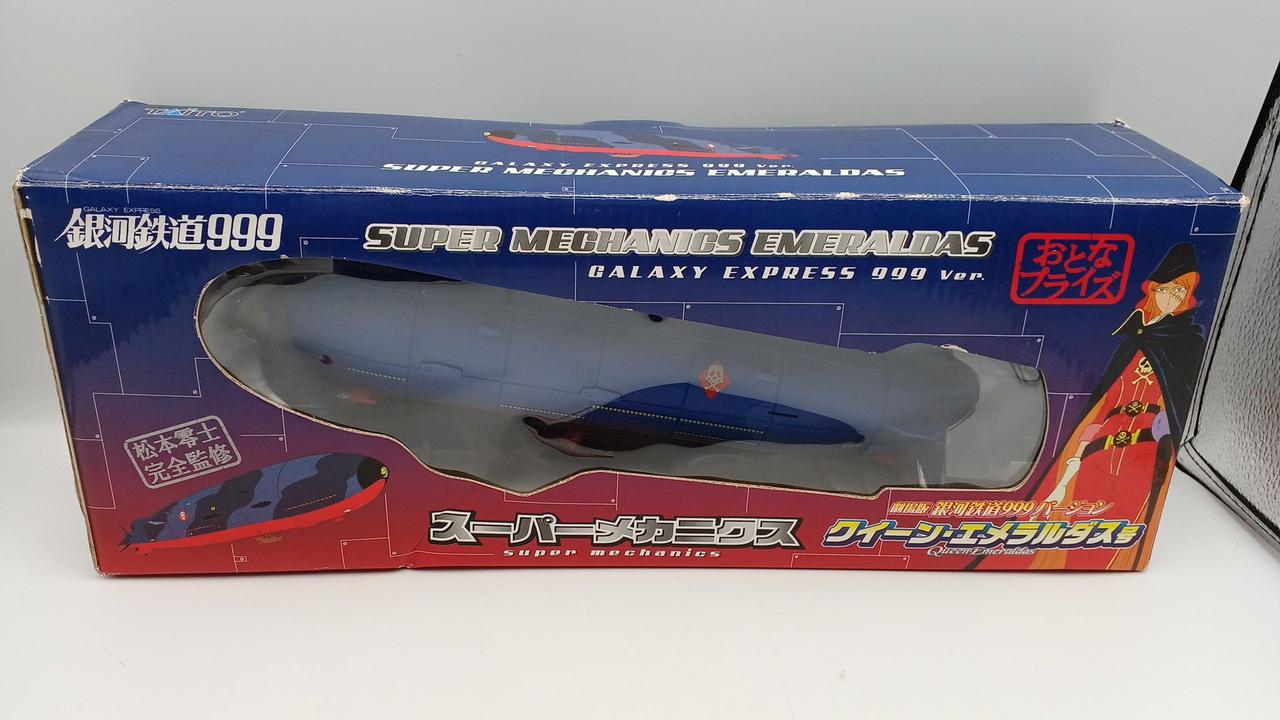 TAITO
GALAXY EXPRESS 999 Ver.
SUPER MECHANICS EMERALDAS
GALAXY EXPRESS
銀河鉄道999
SUPER MECHANICS EMERALDAS
GALAXY EXPRESS 999 Ver.
おとな
プライズ
松本零士
完全監修
スーパーメカニクス
super mechanics
劇場版 銀河鉄道999バージョン
クイーン・エメラルダス号
Queen Emeraldas